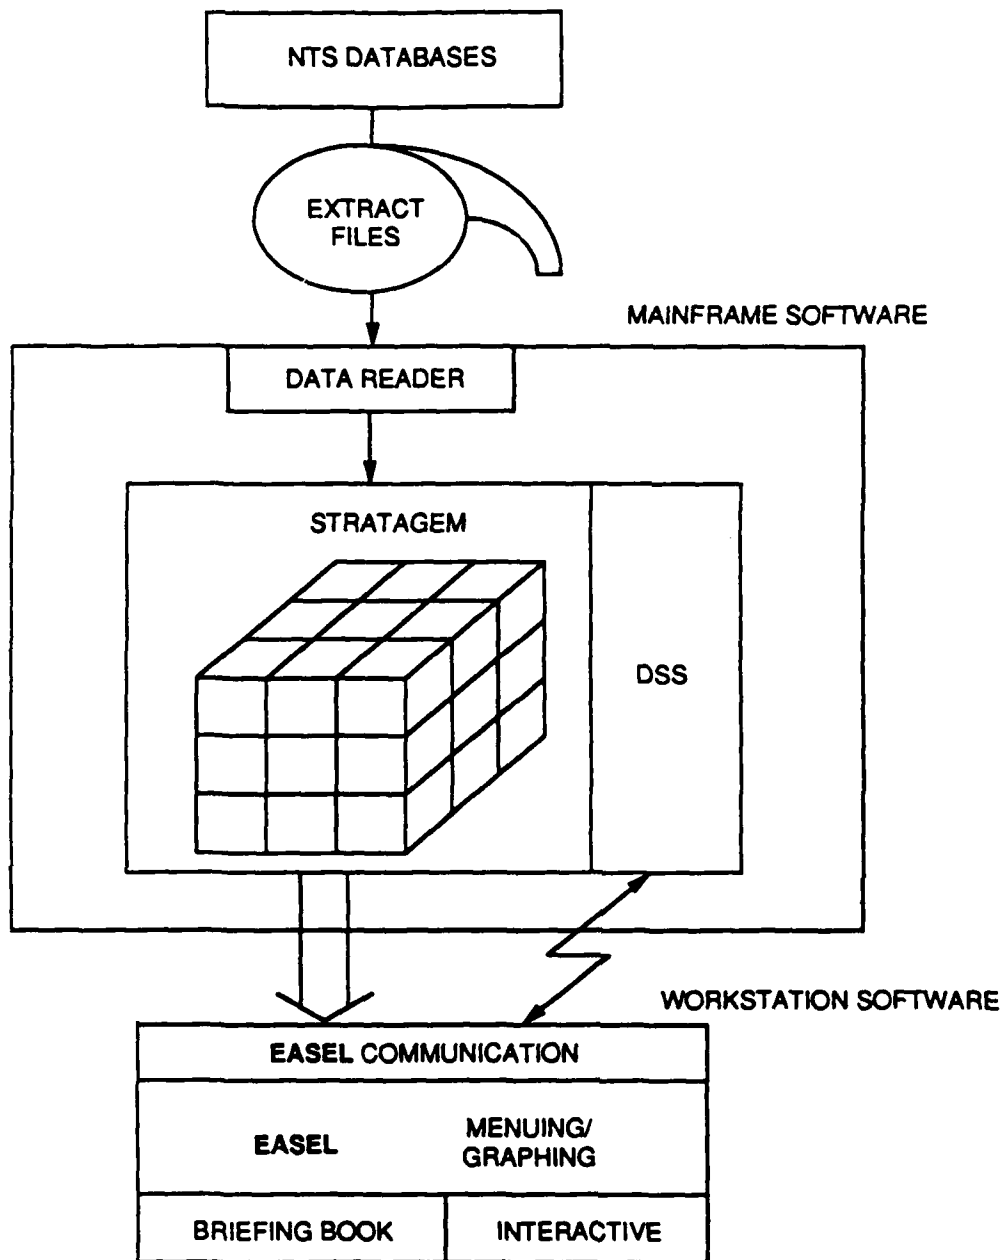 NTS DATABASES
EXTRACT
FILES
MAINFRAME SOFTWARE
DATA READER
STRATAGEM
DSS
WORKSTATION SOFTWARE
EASEL COMMUNICATION
EASEL
MENUING/
GRAPHING
BRIEFING BOOK
INTERACTIVE